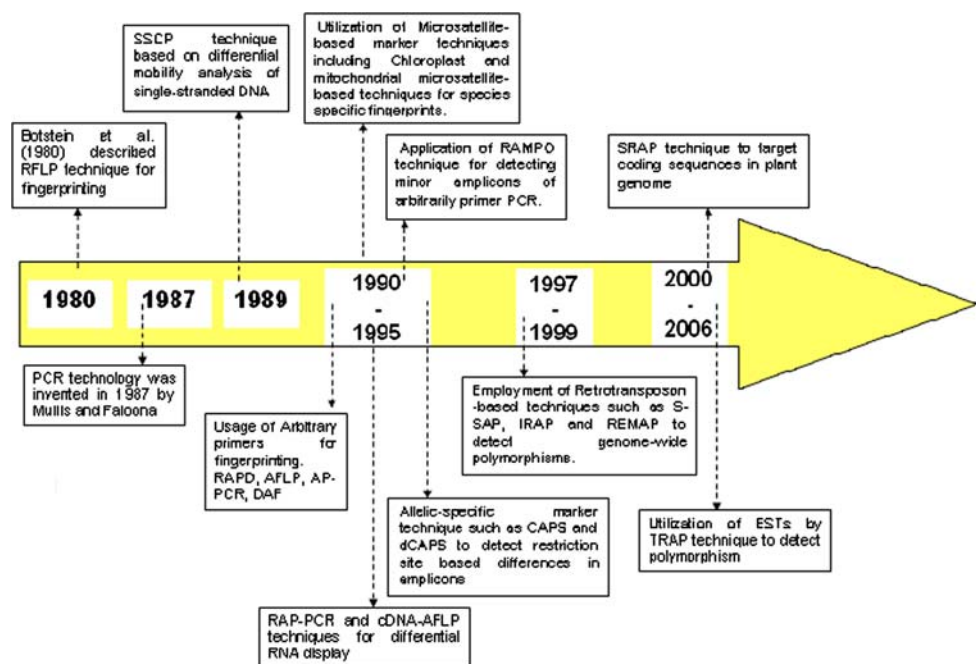 SSCP technique
based on differential
mobility analysis of
single-stranded DNA
Utilization of Microsatellite-
based marker techniques
including Chloroplast and
mitochondrial microsatellite-
based techniques for species
specific fingerprints.
Botstein et al.
(1980) described
RFLP technique for
fingerprinting
Application of RAMPO
technique for detecting
minor amplicons of
arbitrarily primer PCR.
SRAP technique to target
coding sequences in plant
genome
1980
1987
1989
1990
-
1995
1997
-
1999
2000
-
2006
PCR technology was
invented in 1987 by
Mullis and Faloona
Usage of Arbitrary
primers for
fingerprinting.
RAPD, AFLP, AP-
PCR, DAF
Employment of Retrotransposon
-based techniques such as S-
SAP, IRAP and REMAP to
detect genome-wide
polymorphisms.
Allelic-specific marker
technique such as CAPS and
dCAPS to detect restriction
site based differences in
amplicons
Utilization of ESTs by
TRAP technique to detect
polymorphism
RAP-PCR and cDNA-AFLP
techniques for differential
RNA display